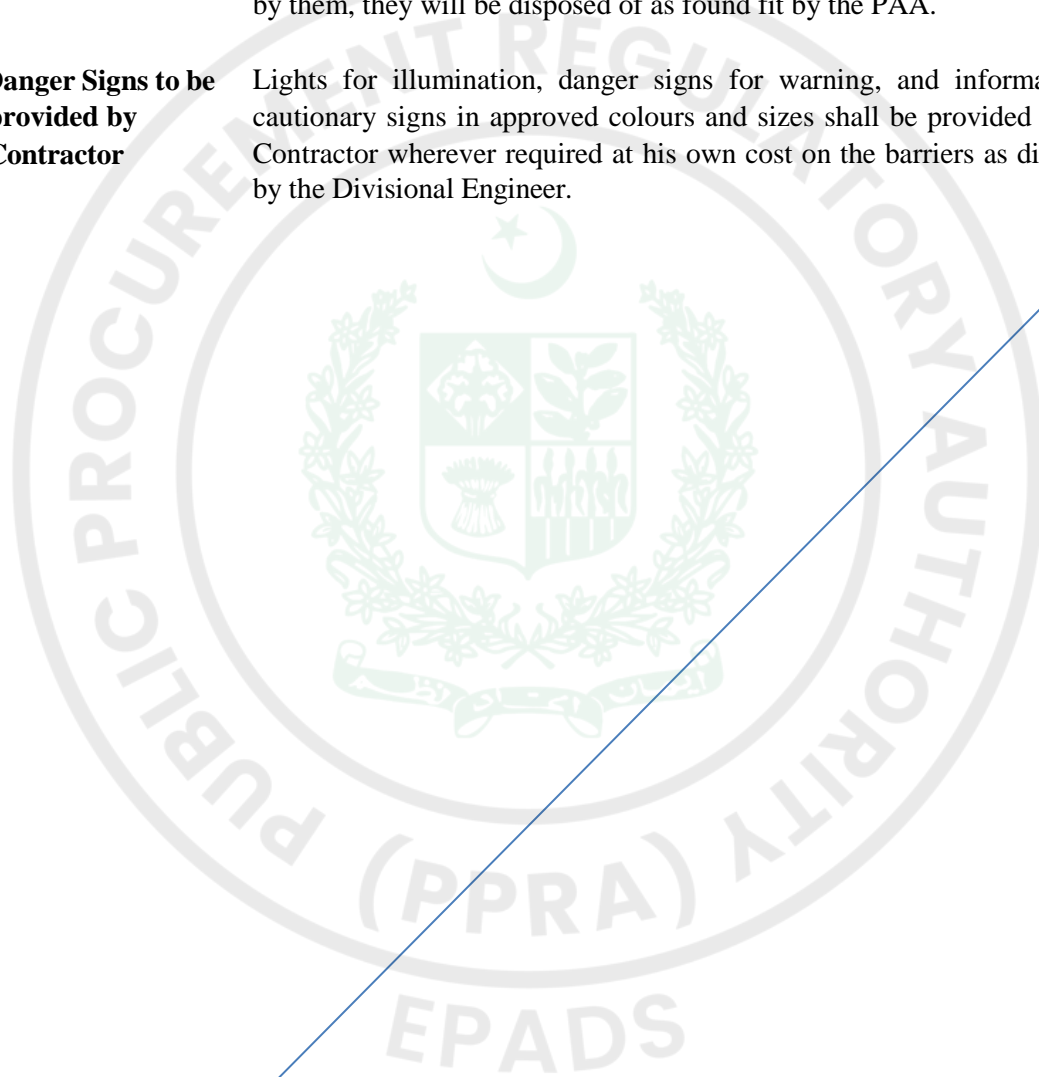 by them, they will be disposed of as found fit by the PAA.
Danger Signs to be
provided by
Contractor
Lights for illumination, danger signs for warning, and informa
cautionary signs in approved colours and sizes shall be provided
Contractor wherever required at his own cost on the barriers as di
by the Divisional Engineer.
PUBLIC PROCUREMENT REGULATORY AUTHORITY
(PPRA)
EPADS